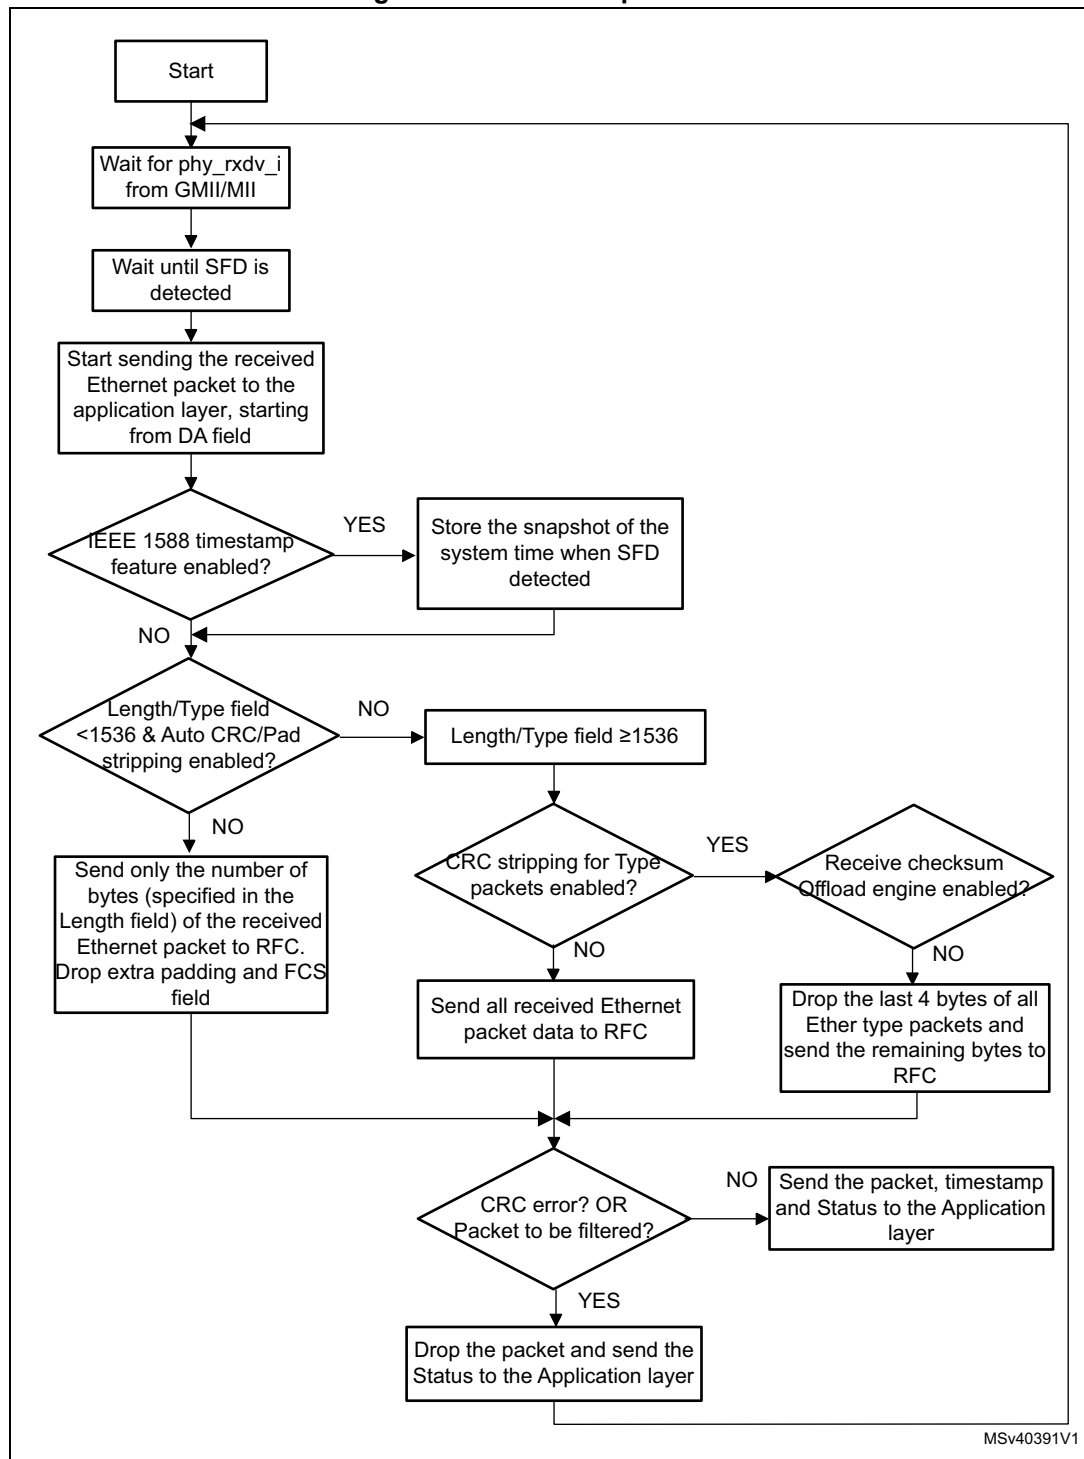 Start
Wait for phy_rxdv_i
from GMII/MII
Wait until SFD is
detected
Start sending the received
Ethernet packet to the
application layer, starting
from DA field
IEEE 1588 timestamp
feature enabled?
YES
Store the snapshot of the
system time when SFD
detected
NO
Length/Type field
<1536 & Auto CRC/Pad
stripping enabled?
NO
Length/Type field ≥1536
NO
Send only the number of
bytes (specified in the
Length field) of the received
Ethernet packet to RFC.
Drop extra padding and FCS
field
CRC stripping for Type
packets enabled?
YES
Receive checksum
Offload engine enabled?
NO
Send all received Ethernet
packet data to RFC
NO
Drop the last 4 bytes of all
Ether type packets and
send the remaining bytes to
RFC
CRC error? OR
Packet to be filtered?
NO
Send the packet, timestamp
and Status to the Application
layer
YES
Drop the packet and send the
Status to the Application layer
MSv40391V1